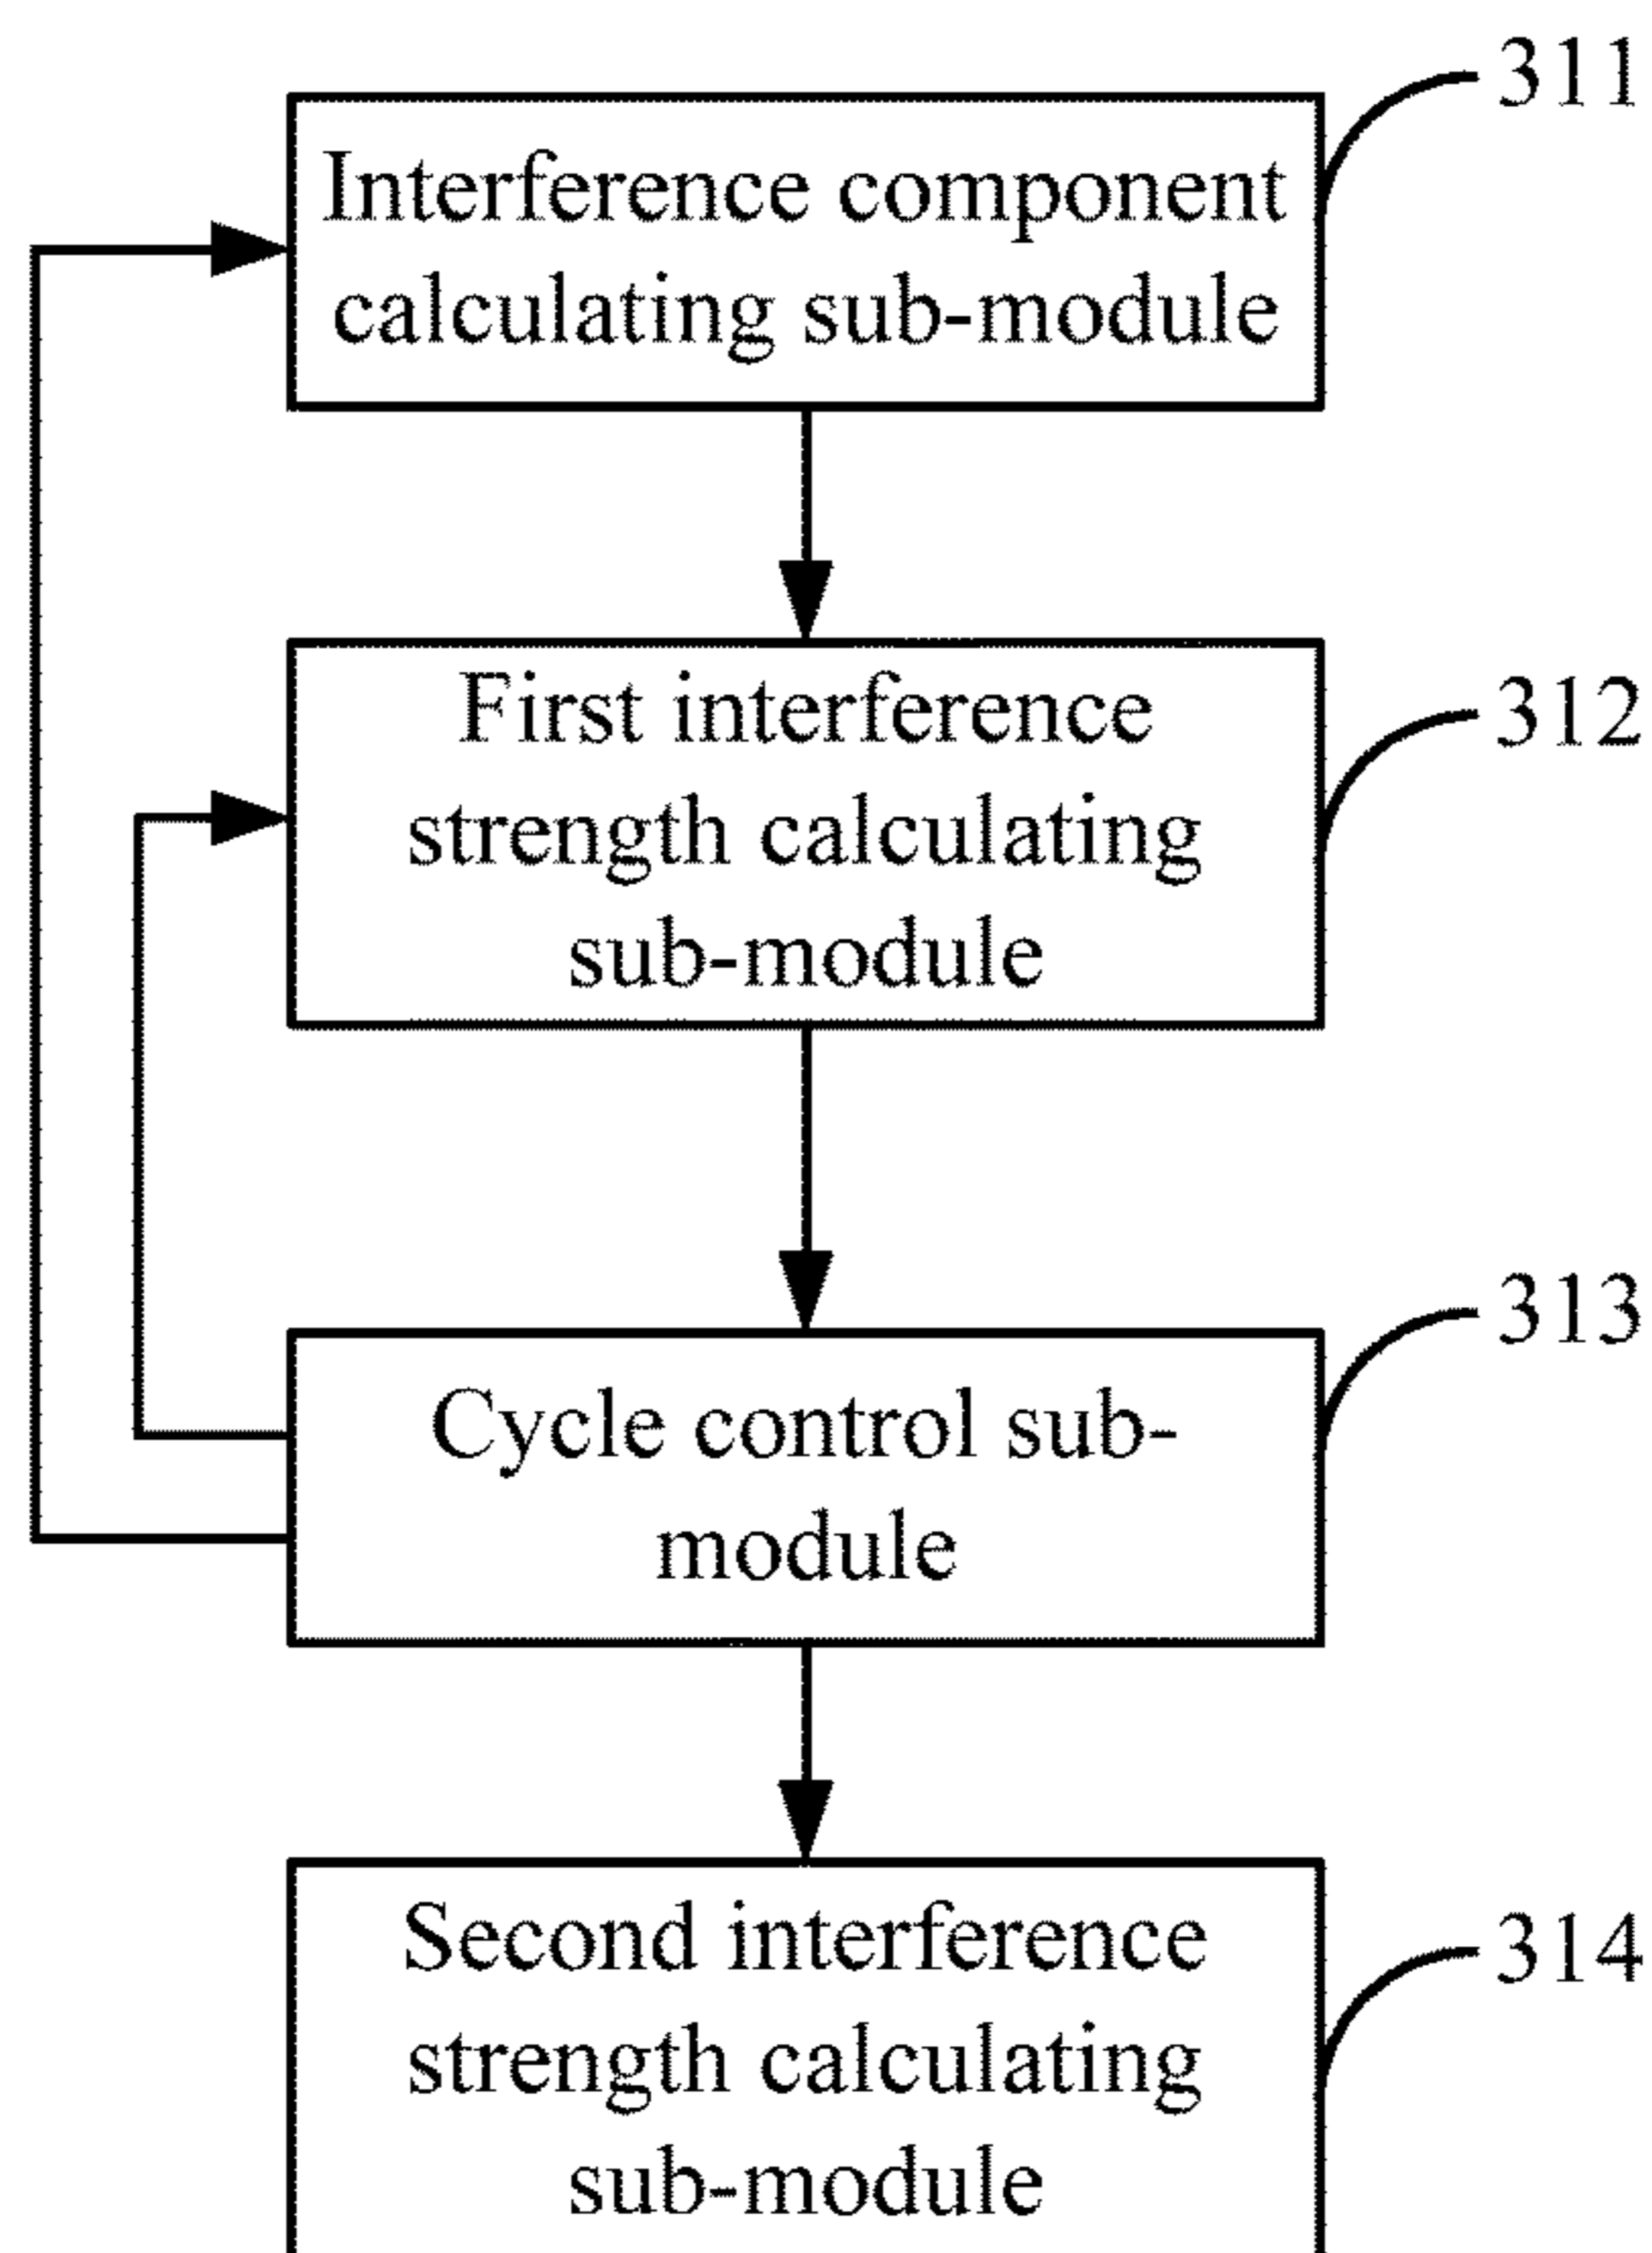 311
Interference component
calculating sub-module
312
First interference
strength calculating
sub-module
313
Cycle control sub-
module
314
Second interference
strength calculating
sub-module